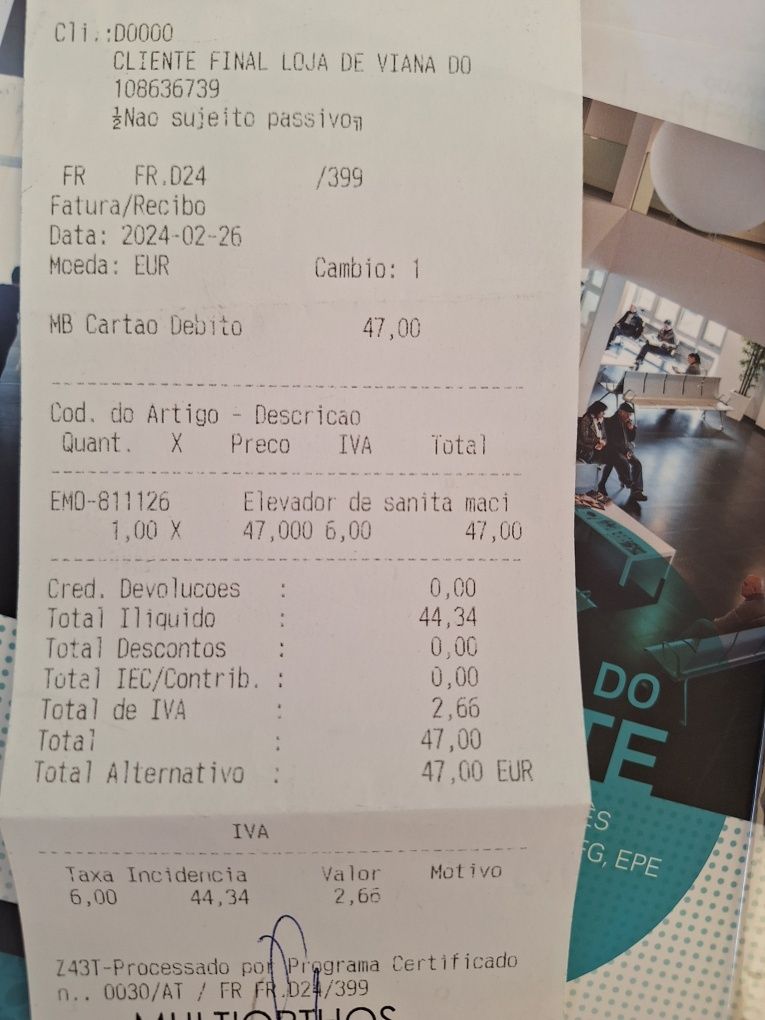 Cli.:D0000
CLIENTE FINAL LOJA DE VIANA DO
108636739
½Nao sujeito passivo╗
FR FR.D24 /399
Fatura/Recibo
Data: 2024-02-26
Moeda: EUR Cambio: 1
MB Cartao Debito 47,00
Cod. do Artigo - Descricao
Quant. X Preco IVA Total
EMO-811126 Elevador de sanita maci
1,00 X 47,000 6,00 47,00
Cred. Devolucoes : 0,00
Total Iliquido : 44,34
Total Descontos : 0,00
Total IEC/Contrib. : 0,00
Total de IVA : 2,66
Total : 47,00
Total Alternativo : 47,00 EUR
IVA
Taxa Incidencia Valor Motivo
6,00 44,34 2,66
Z43T-Processado por Programa Certificado
n.. 0030/AT / FR FR.D24/399
MULTIORTHOS
DO
TE
ÊS
FG, EPE